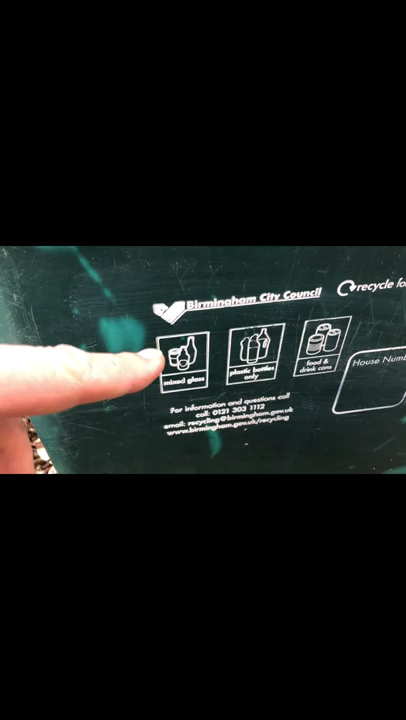 Birmingham City Council
recycle fo
mixed glass
plastic bottles
only
food &
drink cans
House Num
For information and questions call
call: 0121 303 1112
email: recycling@birmingham.gov.uk
www.birmingham.gov.uk/recycling